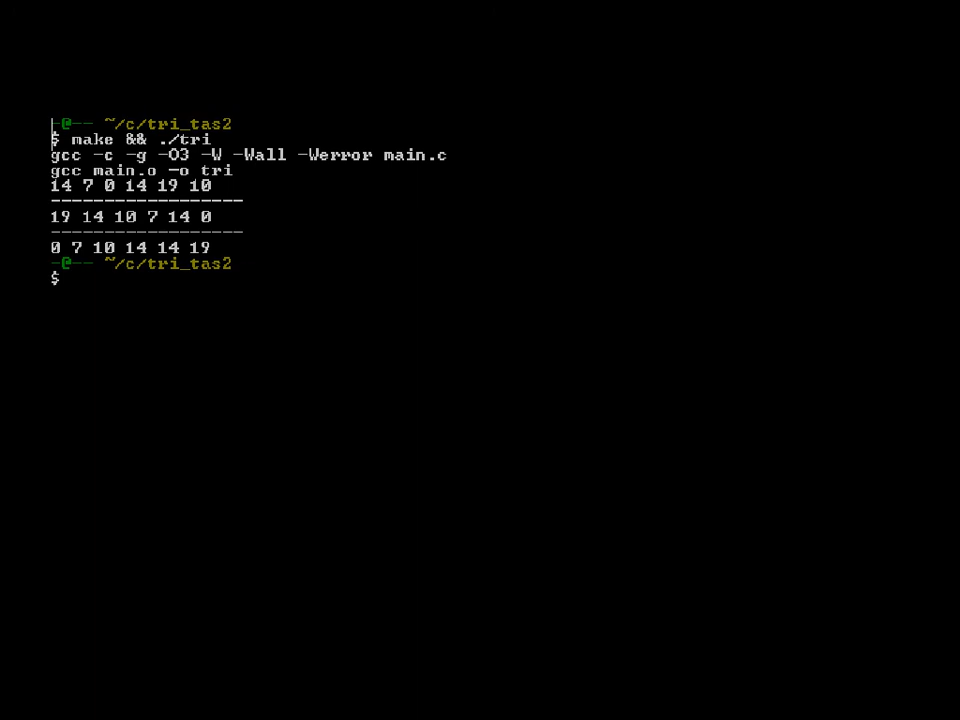 -@-- ~/c/tri_tas2
$ make && ./tri
gcc -c -g -O3 -W -Wall -Werror main.c
gcc main.o -o tri
14 7 0 14 19 10
------------------
19 14 10 7 14 0
------------------
0 7 10 14 14 19
-@-- ~/c/tri_tas2
$